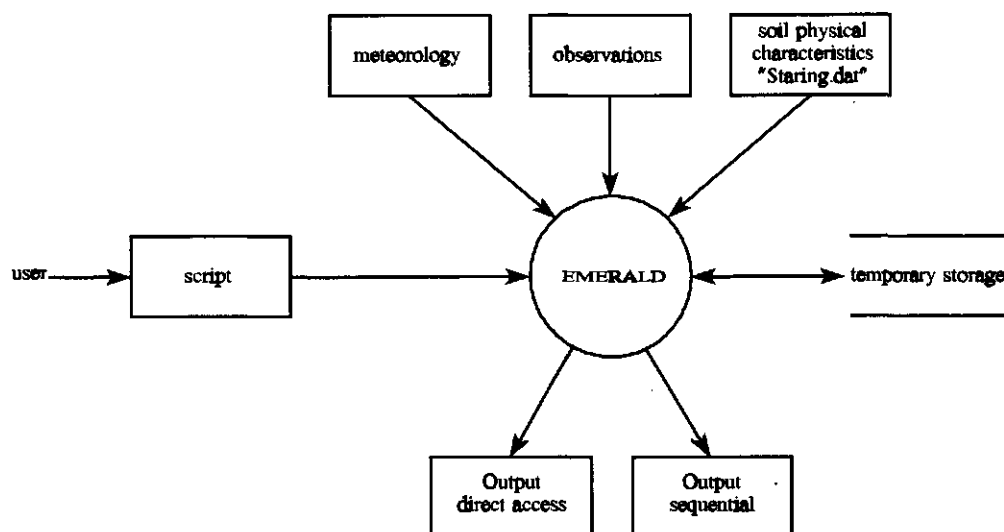 meteorology
observations
soil physical
characteristics
"Staring.dat"
user
script
EMERALD
temporary storage
Output
direct access
Output
sequential